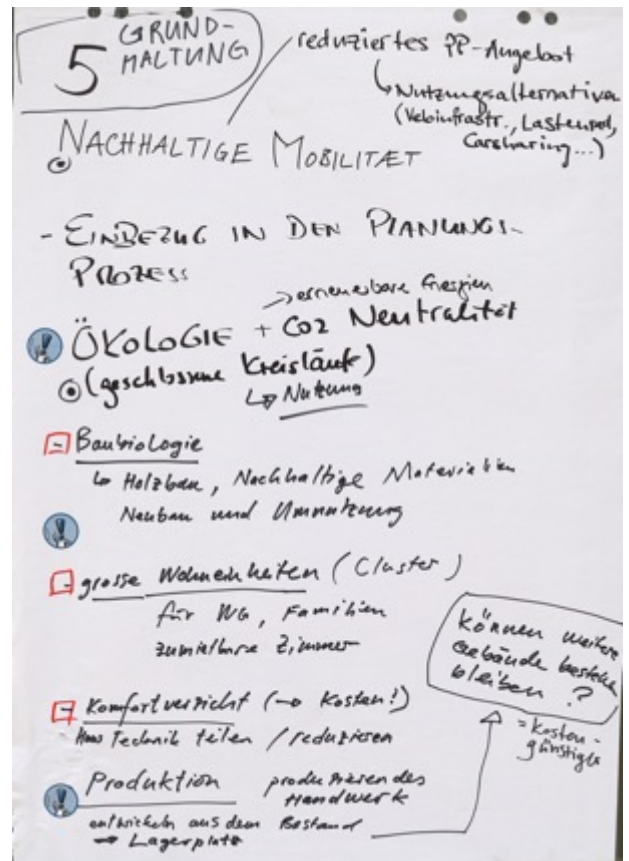 5 GRUND-
HALTUNG
reduziertes PP-Angebot
Nutzungsalternativen
(Veloinfrastr., Lastenrad,
Carsharing...)
NACHHALTIGE MOBILITÆT
- EINBEZUG IN DEN PLANUNGS-
PROZESS
→ erneuerbare Energien
ÖKOLOGIE + CO2 Neutralität
(geschlossene Kreisläufe)
↳ Nutzung
- Baubiologie
↳ Holzbau, Nachhaltige Materialien
Neubau und Umnutzung
- grosse Wohneinheiten (Cluster)
für WG, Familien
zumietbare Zimmer
- Komfortverzicht (→ Kosten!)
Haus Technik teilen / reduzieren
Produktion produzierendes
Handwerk
entwickeln aus dem Bestand
→ Lagerplatz
können weitere
Gebäude bestehen
bleiben?
= kosten-
günstiger